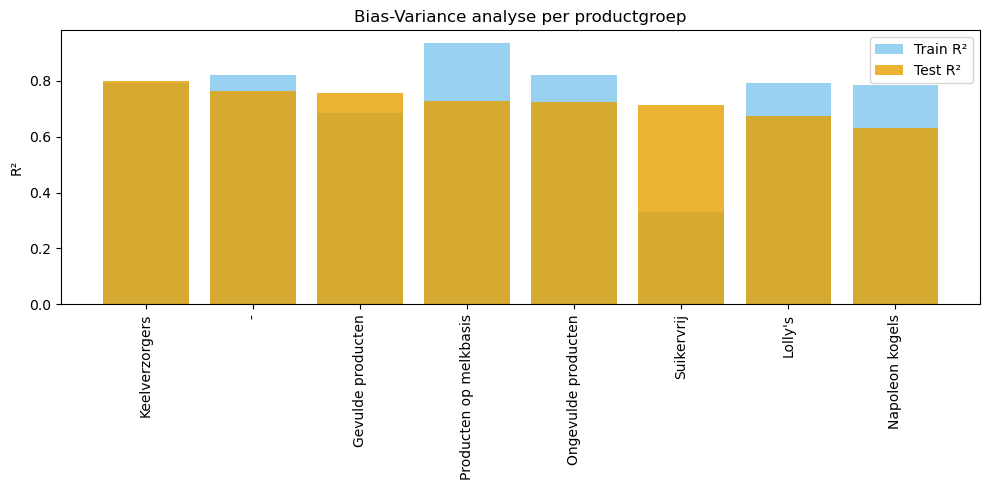 Bias-Variance analyse per productgroep
Train R²
Test R²
R²
0.8
0.6
0.4
0.2
0.0
Keelverzorgers
-
Gevulde producten
Producten op melkbasis
Ongevulde producten
Suikervrij
Lolly's
Napoleon kogels